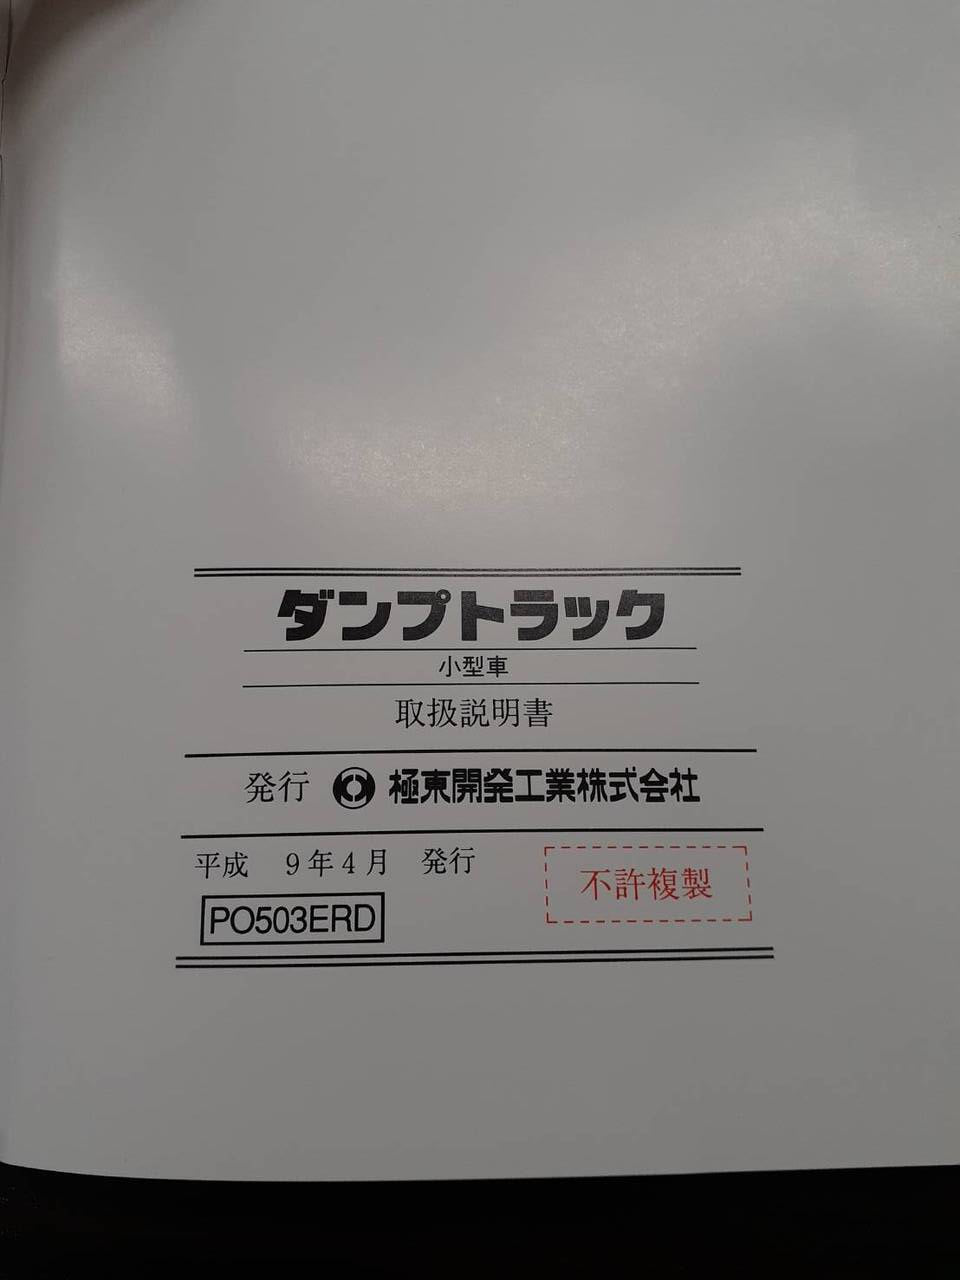 ダンプトラック
小型車
取扱説明書
発行 極東開発工業株式会社
平成 9年4月 発行
不許複製
PO503ERD